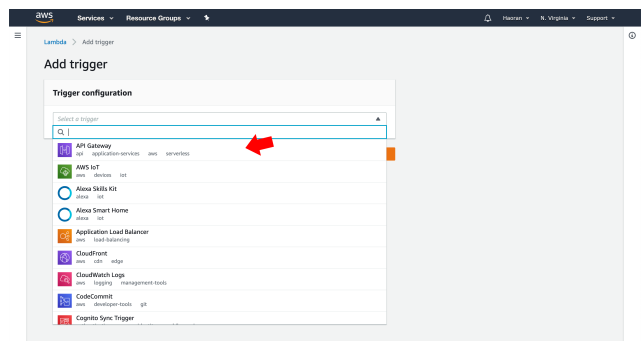 aws Services Resource Groups Haoran N. Virginia Support
Lambda > Add trigger
Add trigger
Trigger configuration
Select a trigger
API Gateway
api application-services aws serverless
AWS IoT
aws devices iot
Alexa Skills Kit
alexa iot
Alexa Smart Home
alexa iot
Application Load Balancer
aws load-balancing
CloudFront
aws cdn edge
CloudWatch Logs
aws logging management-tools
CodeCommit
aws developer-tools git
Cognito Sync Trigger